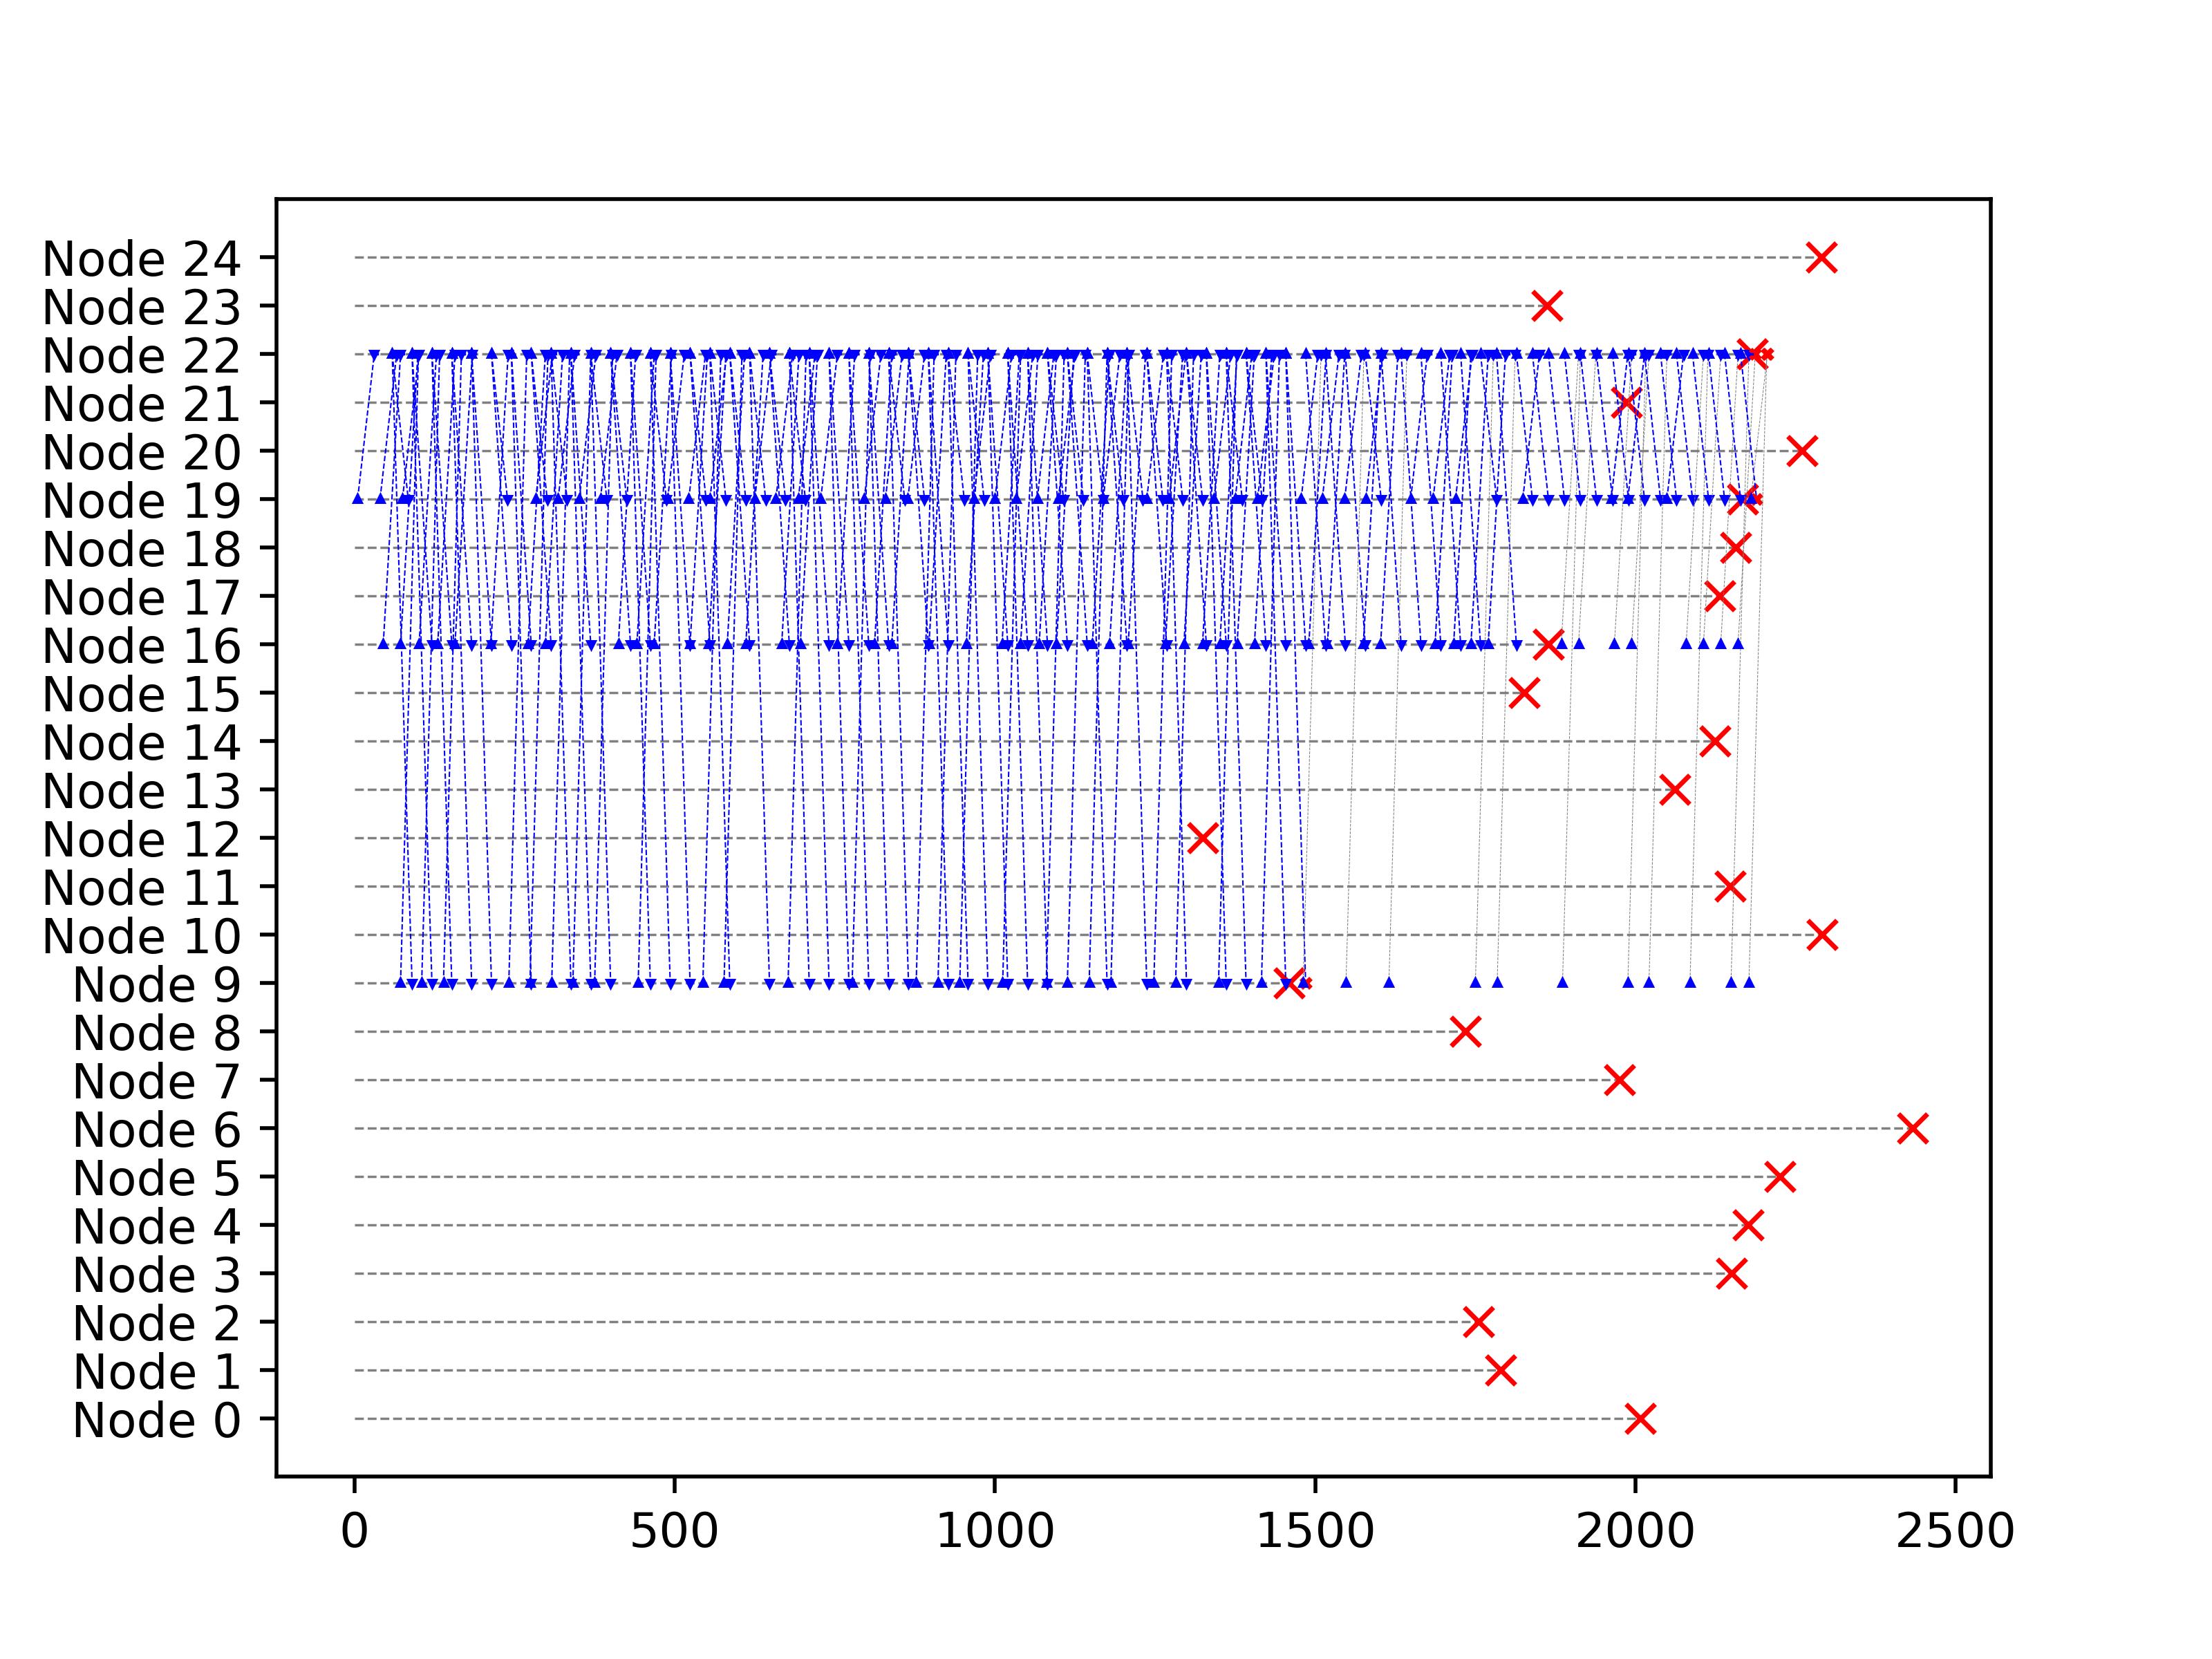 Node 24
Node 23
Node 22
Node 21
Node 20
Node 19
Node 18
Node 17
Node 16
Node 15
Node 14
Node 13
Node 12
Node 11
Node 10
Node 9
Node 8
Node 7
Node 6
Node 5
Node 4
Node 3
Node 2
Node 1
Node 0
0 500 1000 1500 2000 2500